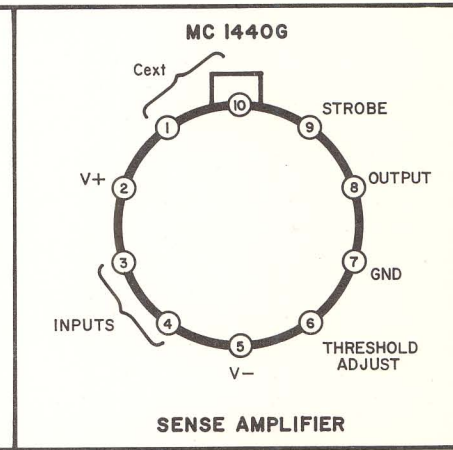 MC 1440G
Cext
10
1
9
STROBE
V+
2
8
OUTPUT
3
7
GND
INPUTS
4
6
5
V−
THRESHOLD
ADJUST
SENSE AMPLIFIER